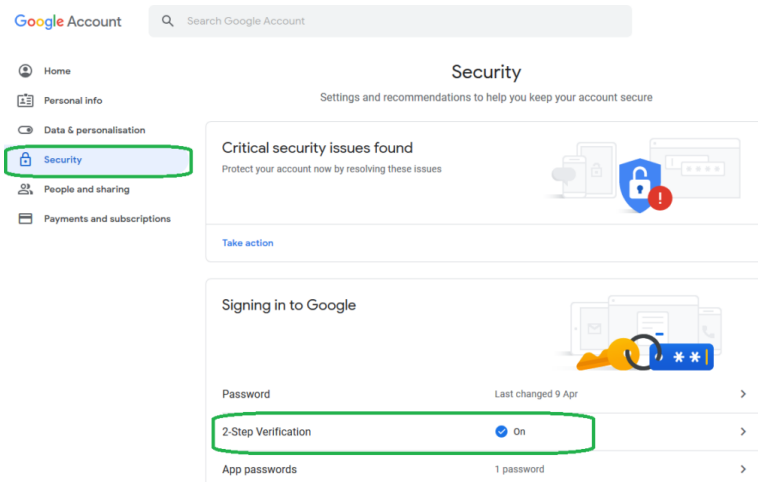 Google Account
Search Google Account
Home
Personal info
Data & personalisation
Security
People and sharing
Payments and subscriptions
Security
Settings and recommendations to help you keep your account secure
Critical security issues found
Protect your account now by resolving these issues
!
Take action
Signing in to Google
**
Password Last changed 9 Apr
2-Step Verification On
App passwords 1 password